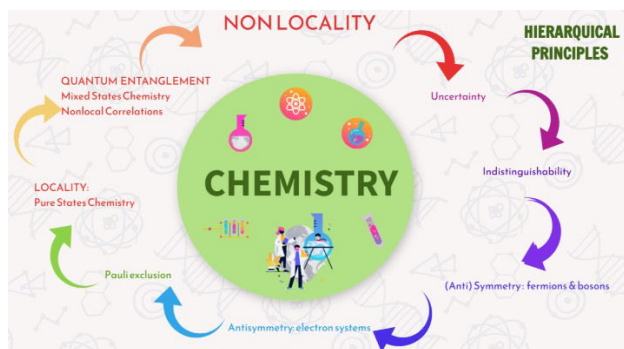 NON LOCALITY
HIERARQUICAL
PRINCIPLES
Uncertainty
Indistinguishability
(Anti) Symmetry: fermions & bosons
Antisymmetry: electron systems
Pauli exclusion
LOCALITY:
Pure States Chemistry
QUANTUM ENTANGLEMENT
Mixed States Chemistry
Nonlocal Correlations
CHEMISTRY